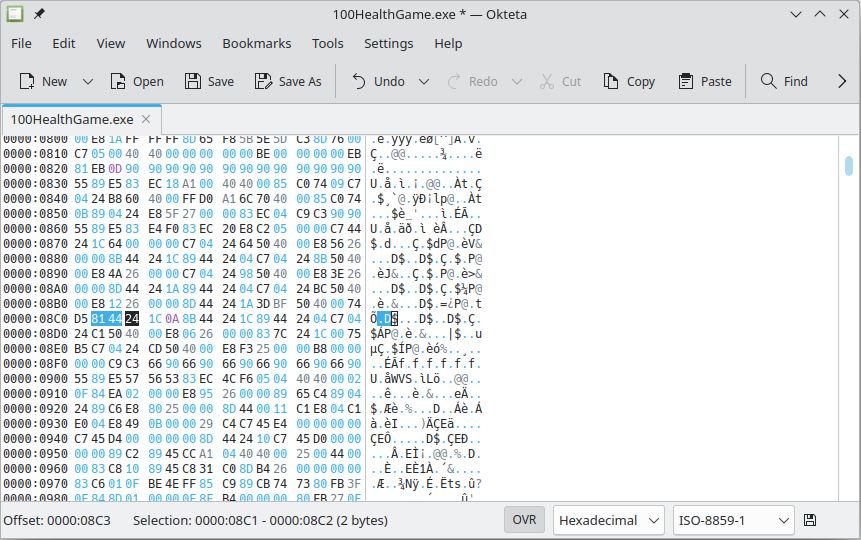 100HealthGame.exe * — Okteta
File Edit View Windows Bookmarks Tools Settings Help
New Open Save Save As Undo Redo Cut Copy Paste Find
100HealthGame.exe
0000:0800 00 E8 1A FF FF FF 8D 65 F8 5B 5E 5D C3 8D 76 00
0000:0810 C7 05 00 40 40 00 00 00 00 BE 00 00 00 00 EB Ç..@@.....¾....ë
0000:0820 81 EB 0D 90 90 90 90 90 90 90 90 90 90 90 90 90 .ë..............
0000:0830 55 89 E5 83 EC 18 A1 00 40 40 00 85 C0 74 09 C7 U.å.ì.¡.@@..Àt.Ç
0000:0840 04 24 B8 60 40 00 FF D0 A1 6C 70 40 00 85 C0 74 .$¸`@.ÿÐ¡lp@..Àt
0000:0850 0B 89 04 24 E8 5F 27 00 00 83 EC 04 C9 C3 90 90 ...$è_'...ì.ÉÃ..
0000:0860 55 89 E5 83 E4 F0 83 EC 20 E8 C2 05 00 00 C7 44 U.å.äð.ì èÂ...ÇD
0000:0870 24 1C 64 00 00 00 C7 04 24 64 50 40 00 E8 56 26 $.d...Ç.$dP@.èV&
0000:0880 00 00 8B 44 24 1C 89 44 24 04 C7 04 24 8B 50 40 ...D$..D$.Ç.$.P@
0000:0890 00 E8 4A 26 00 00 C7 04 24 98 50 40 00 E8 3E 26 .èJ&..Ç.$.P@.è>&
0000:08A0 00 00 8D 44 24 1A 89 44 24 04 C7 04 24 BC 50 40 ...D$..D$.Ç.$¼P@
0000:08B0 00 E8 12 26 00 00 8D 44 24 1A 3D BF 50 40 00 74 .è.&...D$.=¿P@.t
0000:08C0 D5 81 44 24 1C 0A 8B 44 24 1C 89 44 24 04 C7 04 Õ.D$...D$..D$.Ç.
0000:08D0 24 C1 50 40 00 E8 06 26 00 00 83 7C 24 1C 00 75 $ÁP@.è.&...|$..u
0000:08E0 B5 C7 04 24 CD 50 40 00 E8 F3 25 00 00 B8 00 00 µÇ.$ÍP@.èó%..¸..
0000:08F0 00 00 C9 C3 66 90 66 90 66 90 66 90 66 90 66 90 ..ÉÃf.f.f.f.f.f.
0000:0900 55 89 E5 57 56 53 83 EC 4C F6 05 04 40 40 00 02 U.åWVS.ìLö..@@..
0000:0910 0F 84 EA 02 00 00 E8 95 26 00 00 89 65 C4 89 04 ..ê...è.&...eÄ..
0000:0920 24 89 C6 E8 80 25 00 00 8D 44 00 11 C1 E8 04 C1 $.Æè.%...D..Áè.Á
0000:0930 E0 04 E8 49 0B 00 00 29 C4 C7 45 E4 00 00 00 00 à.èI...)ÄÇEä....
0000:0940 C7 45 D4 00 00 00 00 8D 44 24 10 C7 45 D0 00 00 ÇEÔ.....D$.ÇEÐ..
0000:0950 00 00 89 C2 89 45 CC A1 04 40 40 00 25 00 44 00 ...Â.EÌ¡.@@.%.D.
0000:0960 00 83 C8 10 89 45 C8 31 C0 8D B4 26 00 00 00 00 ..È..EÈ1À.´&....
0000:0970 83 C6 01 0F BE 4E FF 85 C9 89 CB 74 73 80 FB 3F .Æ..¾Nÿ.É.Ëts.û?
0000:0980
Offset: 0000:08C3 Selection: 0000:08C1 - 0000:08C2 (2 bytes) OVR Hexadecimal ISO-8859-1